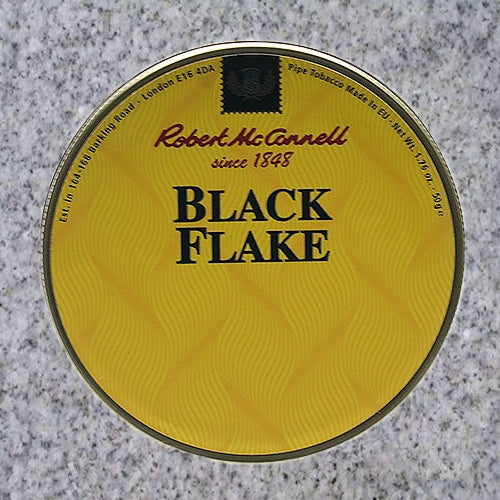 Est. in 164-168 Barking Road - London E16 4DA
Pipe Tobacco Made In EU - Net Wt. 1,76 oz. - 50g e
Robert McConnell
since 1848
BLACK
FLAKE